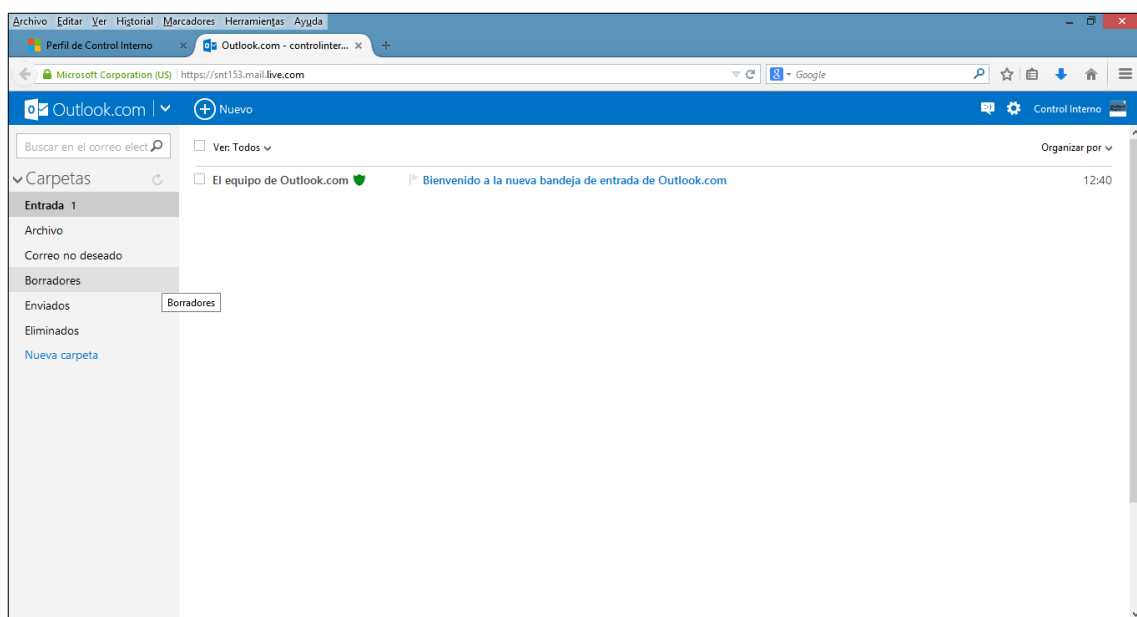 Archivo Editar Ver Historial Marcadores Herramientas Ayuda
Perfil de Control Interno Outlook.com - controlinter...
Microsoft Corporation (US) https://snt153.mail.live.com Google
Outlook.com Nuevo Control Interno
Buscar en el correo elect Ver: Todos Organizar por
Carpetas El equipo de Outlook.com Bienvenido a la nueva bandeja de entrada de Outlook.com 12:40
Entrada 1
Archivo
Correo no deseado
Borradores
Enviados Borradores
Eliminados
Nueva carpeta